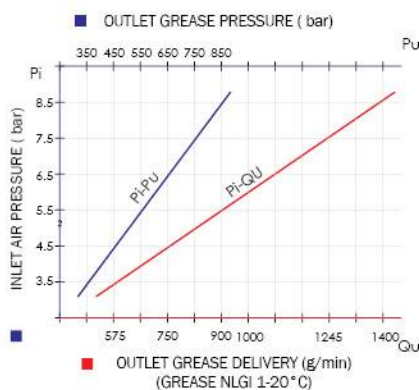 OUTLET GREASE PRESSURE ( bar)
350 450 550 650 750 850 Pu
Pi
8.5
7.5
6.5
5.5
4.5
3.5
INLET AIR PRESSURE ( bar)
Pi-PU
Pi-QU
2
575 750 900 1000 1245 1400
Qu
OUTLET GREASE DELIVERY (g/min)
(GREASE NLGI 1-20°C)